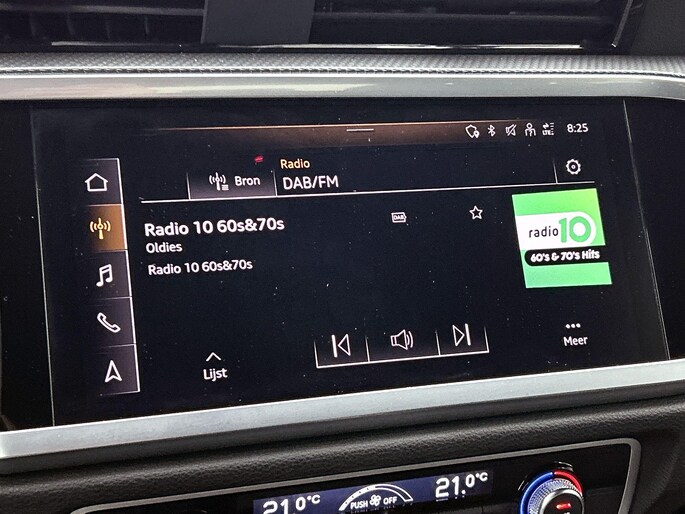 8:25
Bron
Radio
DAB/FM
Radio 10 60s&70s
DAB
Oldies
Radio 10 60s&70s
radio 10
60's & 70's Hits
Lijst
Meer
21.0°C
PUSH OFF
21.0°C